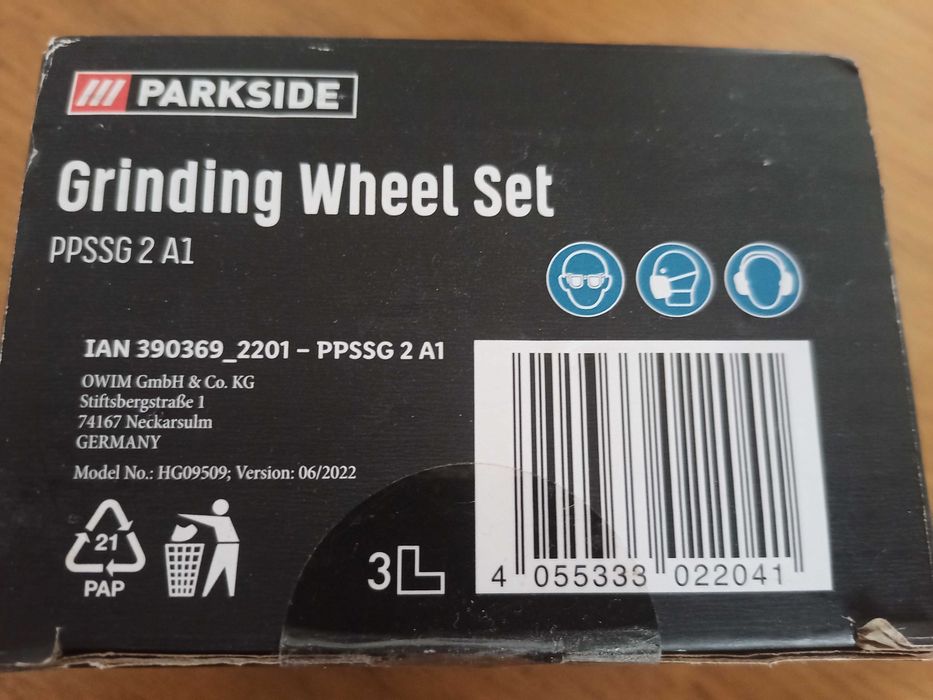 PARKSIDE
Grinding Wheel Set
PPSSG 2 A1
IAN 390369_2201 – PPSSG 2 A1
OWIM GmbH & Co. KG
Stiftsbergstraße 1
74167 Neckarsulm
GERMANY
Model No.: HG09509; Version: 06/2022
21
PAP
3L
4 055333 022041